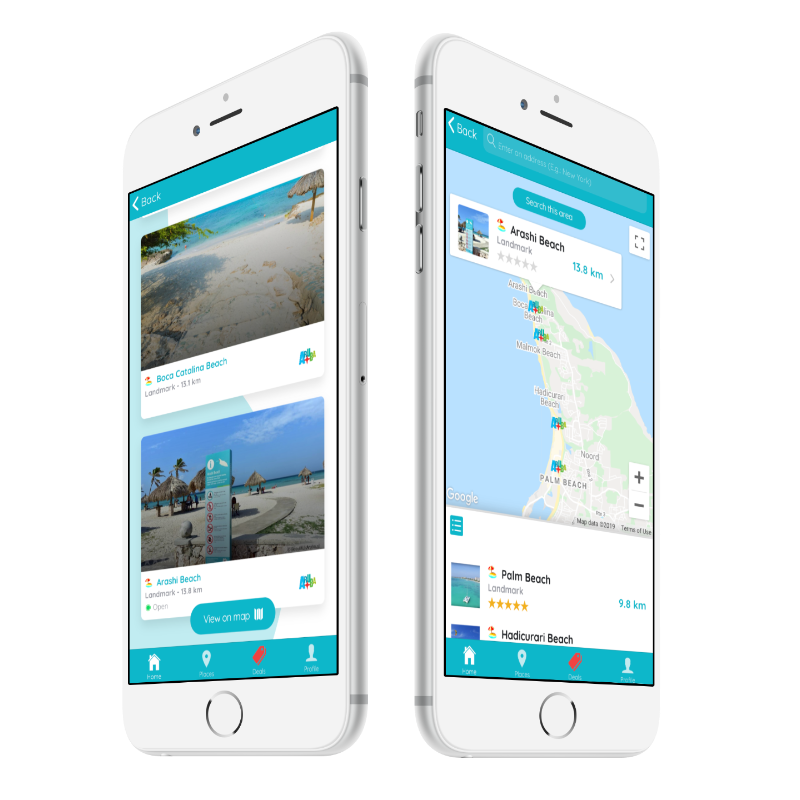 Back
Boca Catalina Beach
Landmark • 13.1 km
Arashi Beach
Landmark • 13.8 km
Open
View on map
Home
Places
Deals
Profile
Back
Enter an address (Eg. New York)
Search this area
Arashi Beach
Landmark
13.8 km
Arashi Beach
Boca Catalina
Beach
Malmok Beach
Hadicurari
Beach
Noord
PALM BEACH
Google
Map data ©2019
Terms of Use
Palm Beach
Landmark
9.8 km
Hadicurari Beach
Home
Places
Deals
Profile